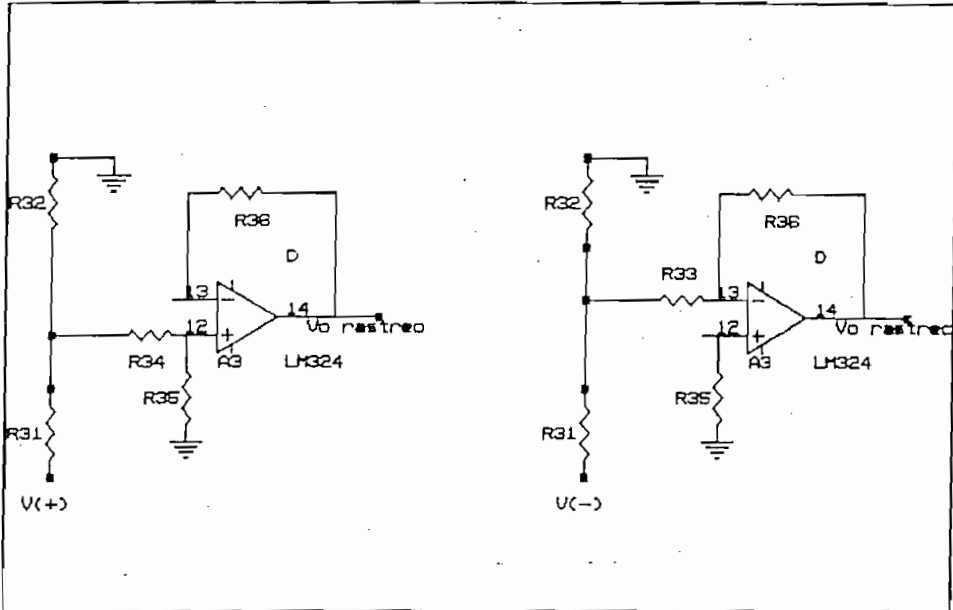 R32
R36
D
13
14
Vo rastreo
12
R34
A3
LM324
R35
R31
V(+)
R32
R36
D
R33
13
14
Vo rastreo
12
A3
LM324
R35
R31
V(-)